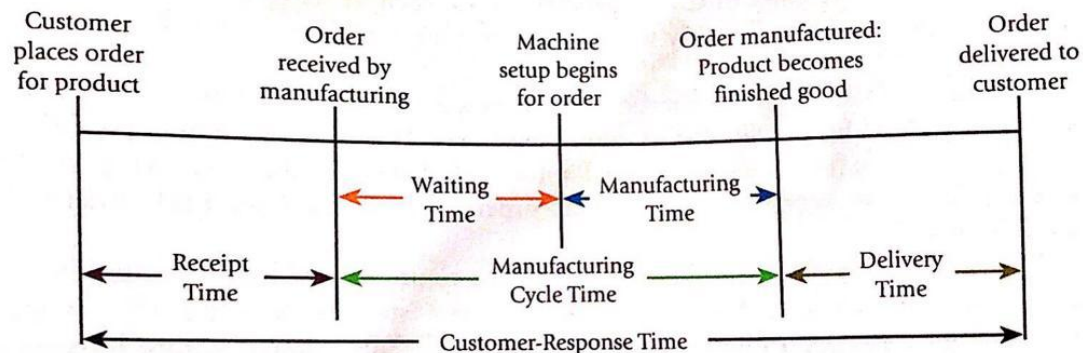 Customer
places order
for product
Order
received by
manufacturing
Machine
setup begins
for order
Order manufactured:
Product becomes
finished good
Order
delivered to
customer
Waiting
Time
Manufacturing
Time
Receipt
Time
Manufacturing
Cycle Time
Delivery
Time
Customer-Response Time